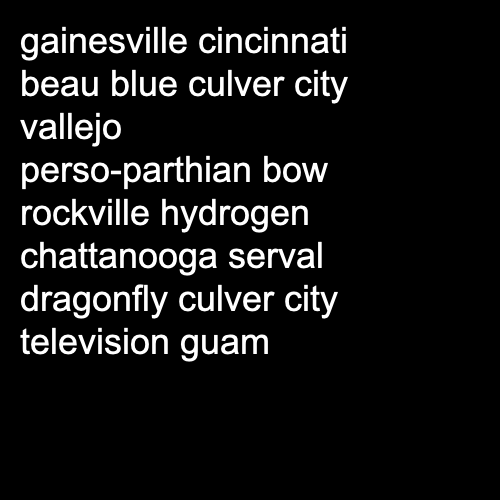 gainesville cincinnati
beau blue culver city
vallejo
perso-parthian bow
rockville hydrogen
chattanooga serval
dragonfly culver city
television guam